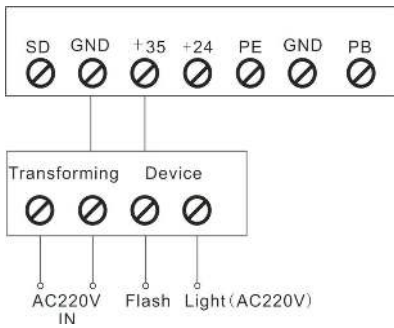 SD GND +35 +24 PE GND PB
Transforming Device
AC220V Flash Light(AC220V)
IN